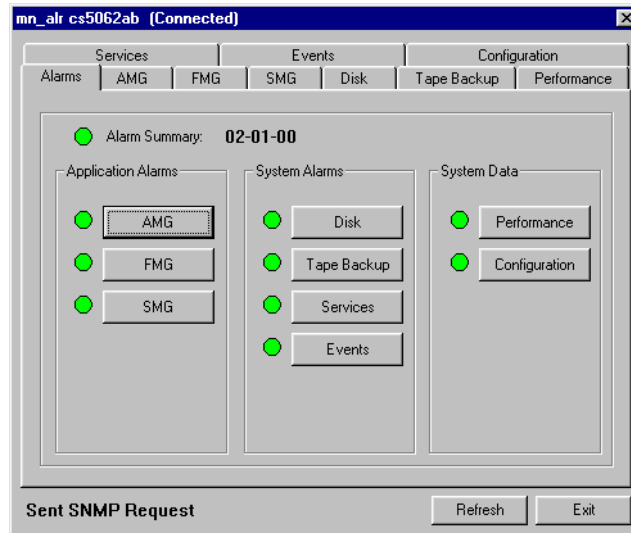 mn_alr cs5062ab (Connected)
Services Events Configuration
Alarms AMG FMG SMG Disk Tape Backup Performance
Alarm Summary: 02-01-00
Application Alarms System Alarms System Data
AMG Disk Performance
FMG Tape Backup Configuration
SMG Services
Events
Sent SNMP Request Refresh Exit